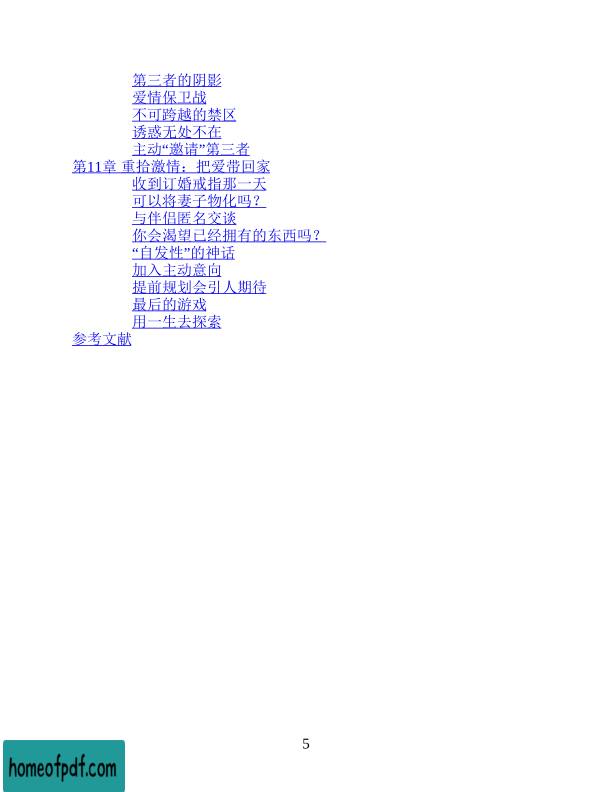 第三者的阴影
爱情保卫战
不可跨越的禁区
诱惑无处不在
主动“邀请”第三者
第11章 重拾激情：把爱带回家
收到订婚戒指那一天
可以将妻子物化吗？
与伴侣匿名交谈
你会渴望已经拥有的东西吗？
“自发性”的神话
加入主动意向
提前规划会引人期待
最后的游戏
用一生去探索
参考文献
5
homeofpdf.com